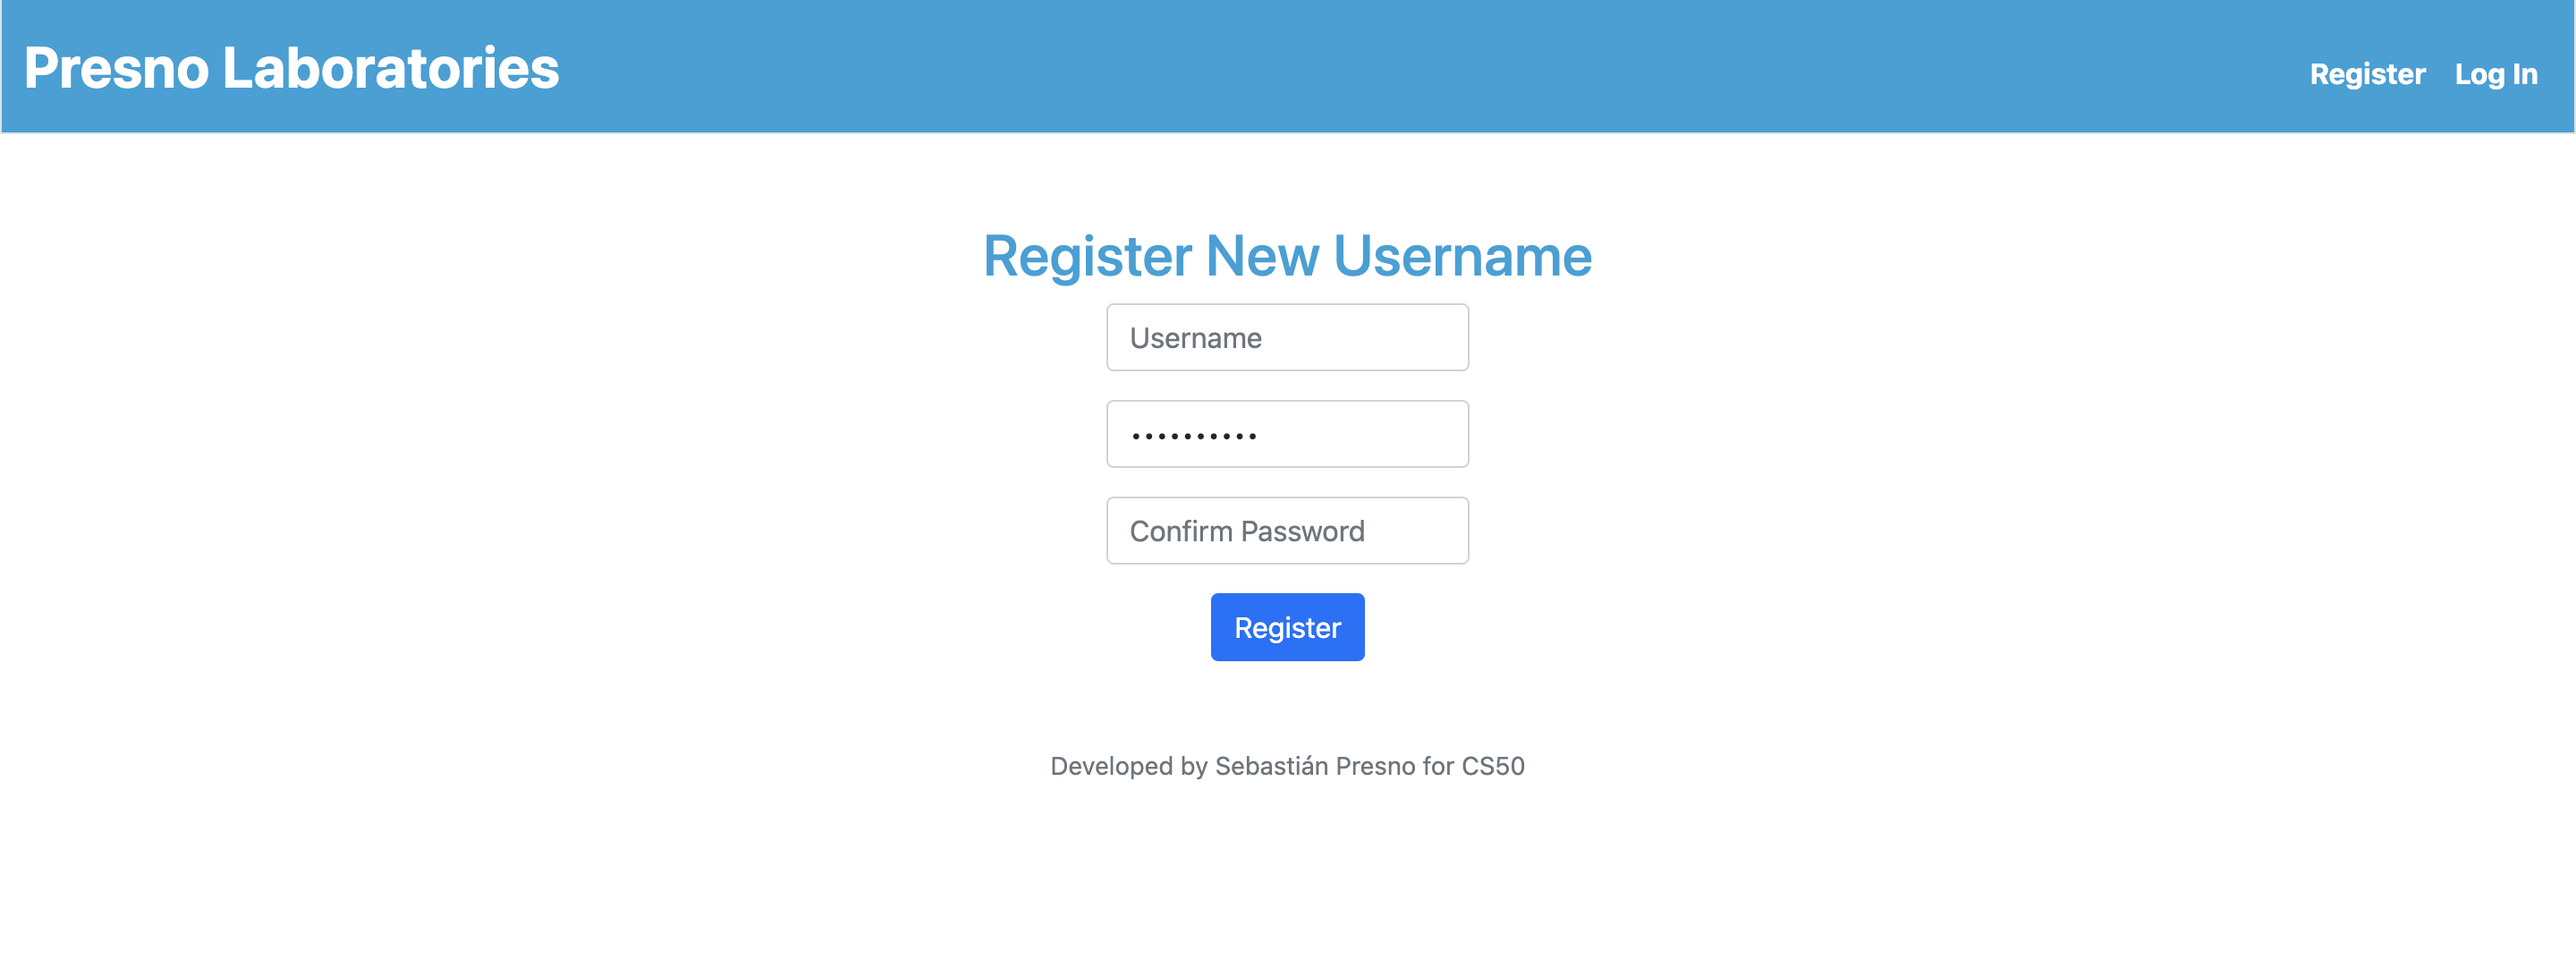 Presno Laboratories
Register Log In
Register New Username
Username
••••••••••
Confirm Password
Register
Developed by Sebastián Presno for CS50